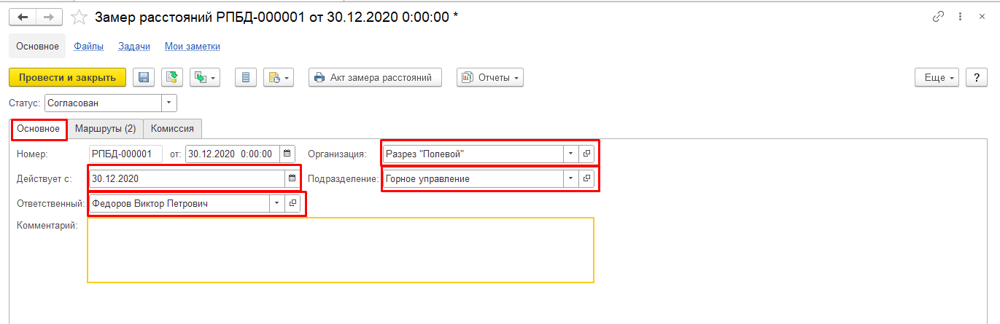 Замер расстояний РПБД-000001 от 30.12.2020 0:00:00 *
Основное Файлы Задачи Мои заметки
Провести и закрыть Акт замера расстояний Отчеты Еще ?
Статус: Согласован
Основное Маршруты (2) Комиссия
Номер: РПБД-000001 от: 30.12.2020 0:00:00 Организация: Разрез "Полевой"
Действует с: 30.12.2020 Подразделение: Горное управление
Ответственный: Федоров Виктор Петрович
Комментарий: